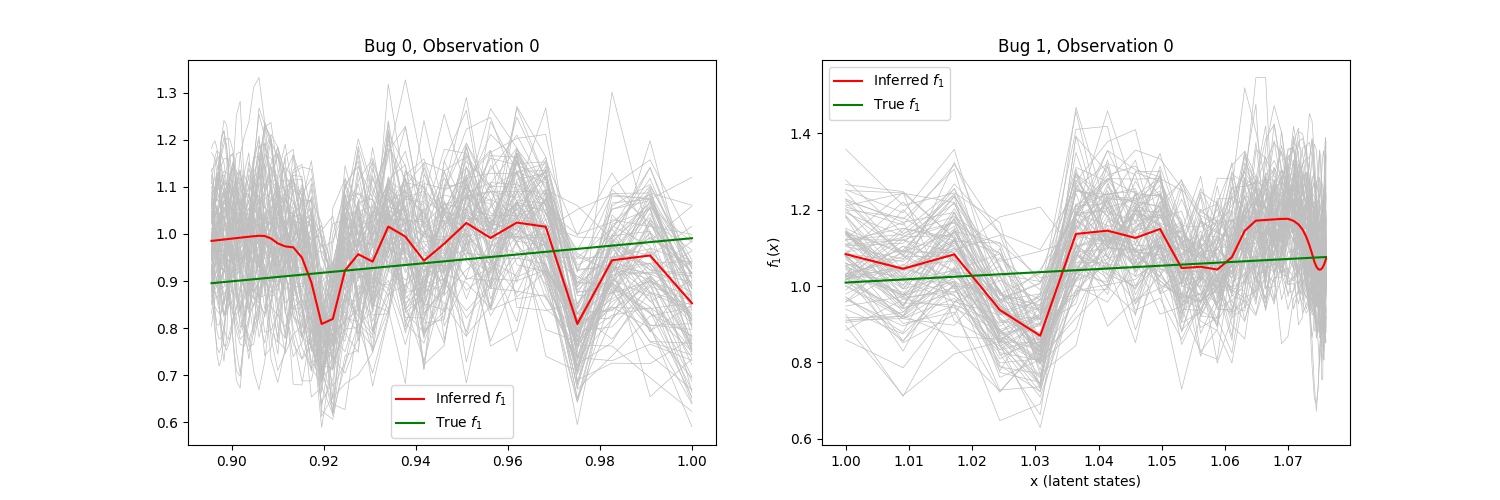 Bug 0, Observation 0
1.3
1.2
1.1
1.0
0.9
0.8
0.7
0.6
Inferred f₁
True f₁
0.90 0.92 0.94 0.96 0.98 1.00
Bug 1, Observation 0
Inferred f₁
True f₁
f₁(x)
1.4
1.2
1.0
0.8
0.6
1.00 1.01 1.02 1.03 1.04 1.05 1.06 1.07
x (latent states)